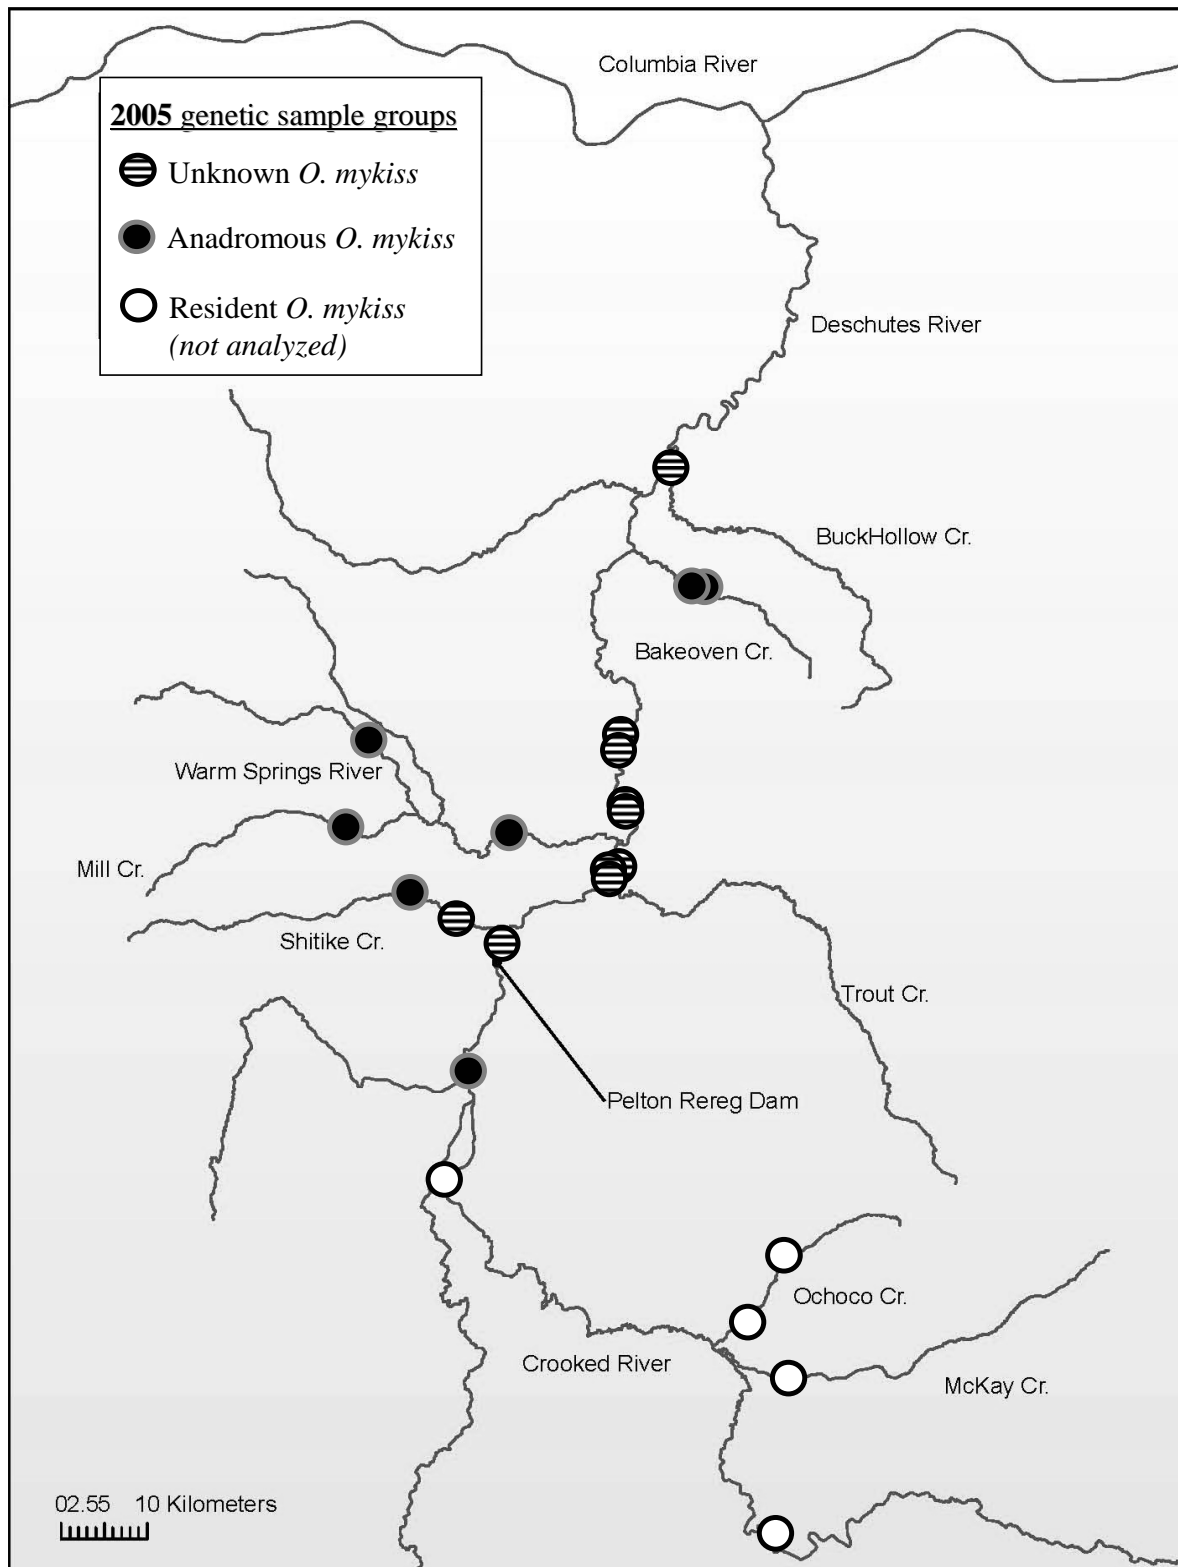 Columbia River
2005 genetic sample groups
Unknown O. mykiss
Anadromous O. mykiss
Resident O. mykiss
(not analyzed)
Deschutes River
BuckHollow Cr.
Bakeoven Cr.
Warm Springs River
Mill Cr.
Shitike Cr.
Trout Cr.
Pelton Rereg Dam
Ochoco Cr.
Crooked River
McKay Cr.
02.55 10 Kilometers